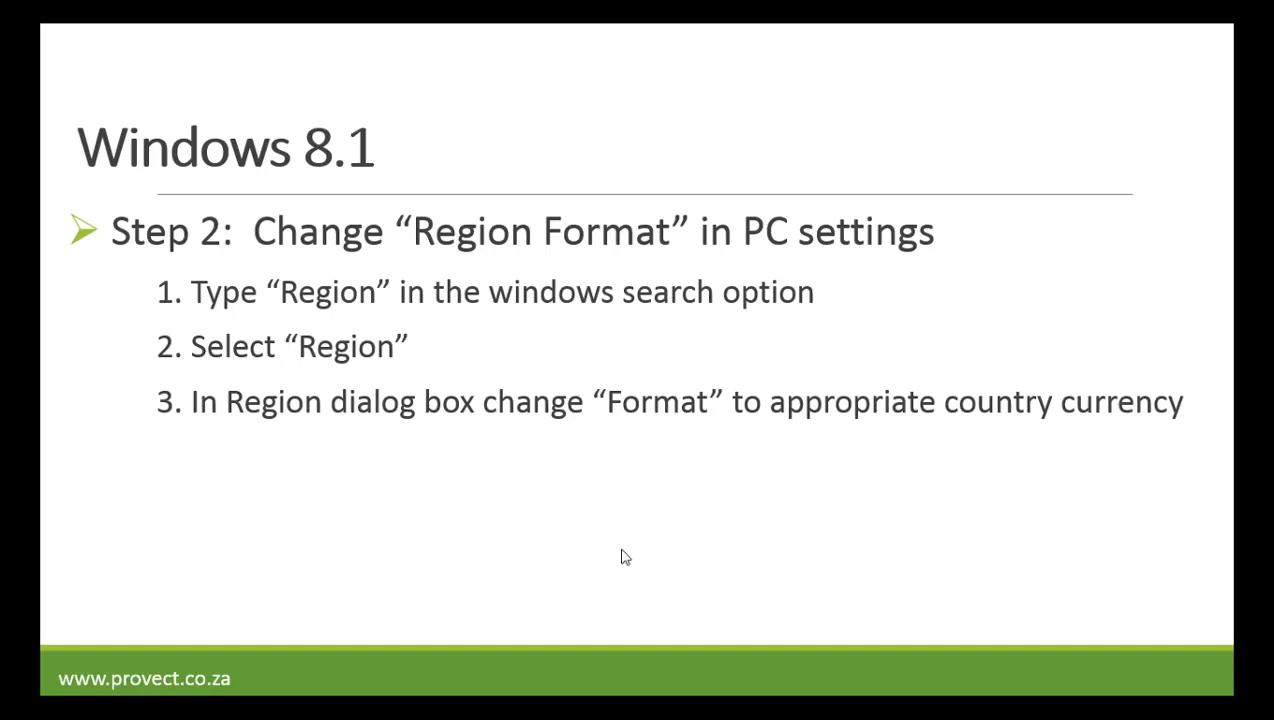 Windows 8.1
Step 2:  Change “Region Format” in PC settings
1. Type “Region” in the windows search option
2. Select “Region”
3. In Region dialog box change “Format” to appropriate country currency
www.provect.co.za